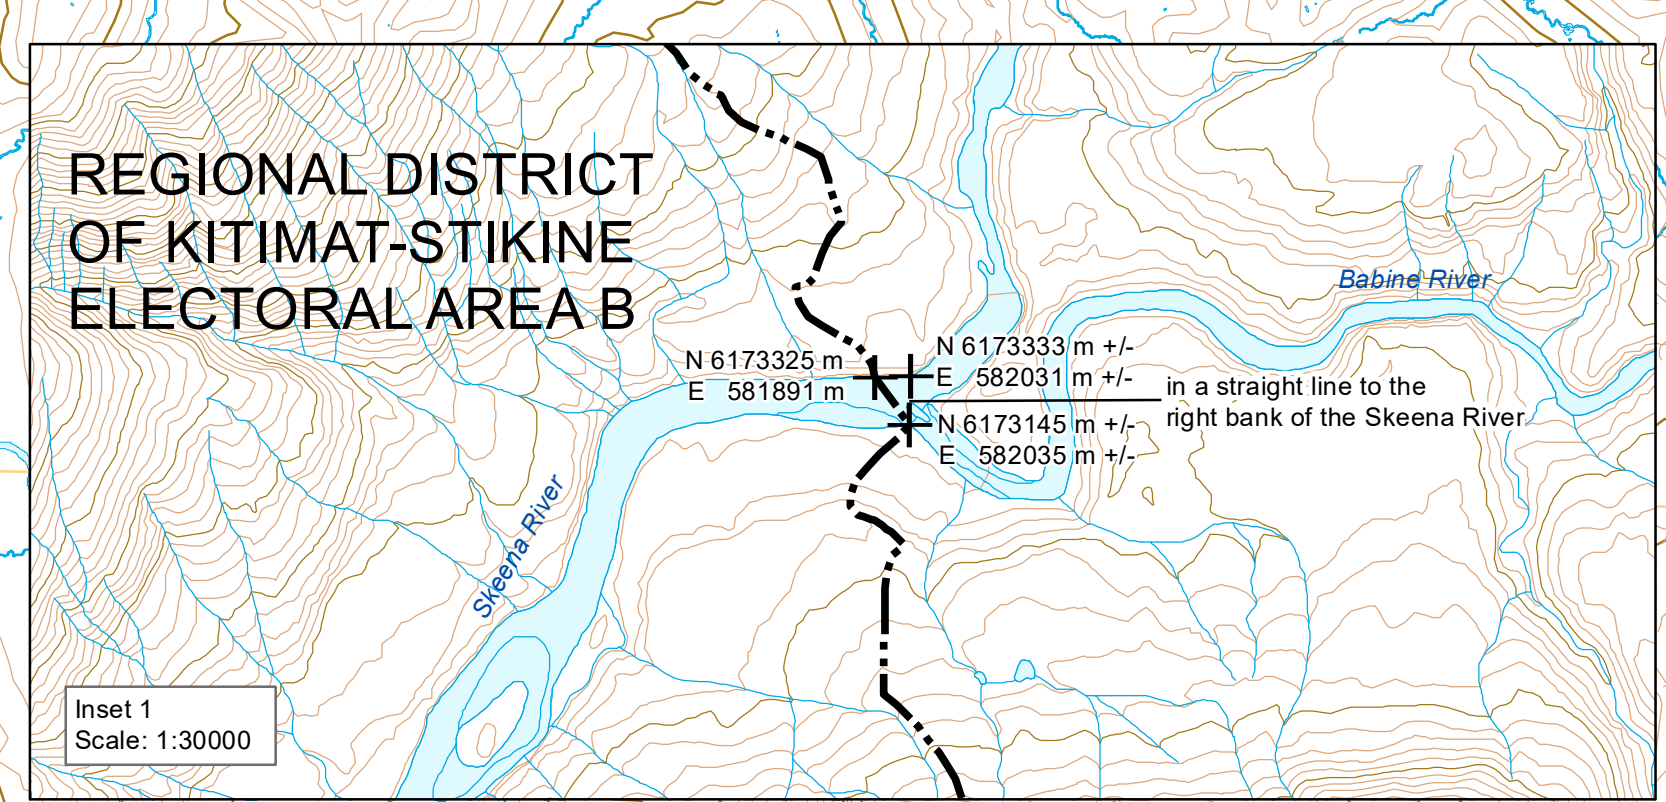 REGIONAL DISTRICT
OF KITIMAT-STIKINE
ELECTORAL AREA B
Babine River
N 6173325 m
E 581891 m
N 6173333 m +/-
E 582031 m +/-
in a straight line to the
right bank of the Skeena River
N 6173145 m +/-
E 582035 m +/-
Skeena River
Inset 1
Scale: 1:30000